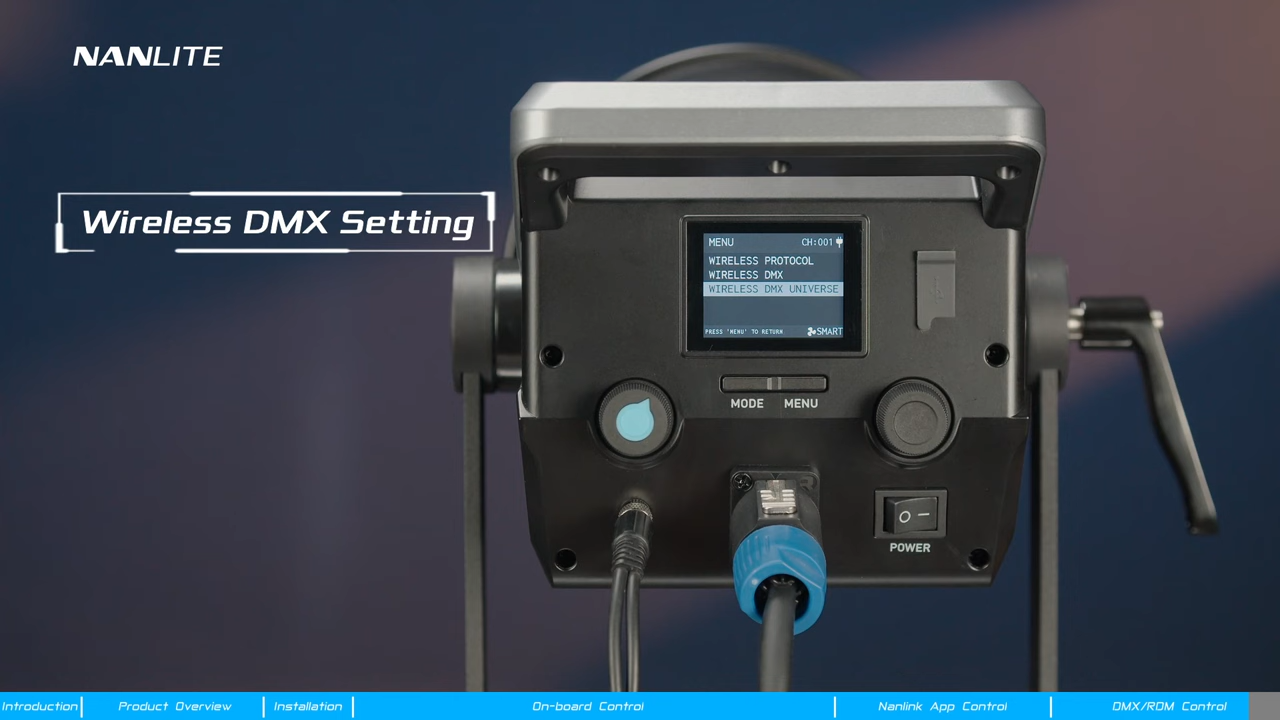 NANLITE
Wireless DMX Setting
MENU CH:001
WIRELESS PROTOCOL
WIRELESS DMX
WIRELESS DMX UNIVERSE
PRESS 'MENU' TO RETURN SMART
MODE MENU
POWER
Introduction Product Overview Installation On-board Control Nanlink App Control DMX/RDM Control